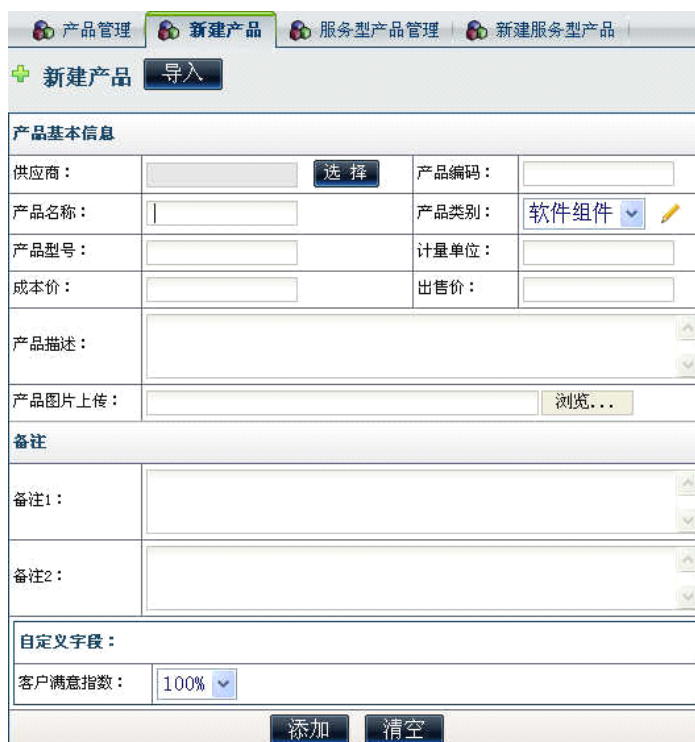 产品管理 新建产品 服务型产品管理 新建服务型产品
新建产品 导入
产品基本信息
供应商： 选 择 产品编码：
产品名称： 产品类别： 软件组件
产品型号： 计量单位：
成本价： 出售价：
产品描述：
产品图片上传： 浏览...
备注
备注1：
备注2：
自定义字段：
客户满意指数： 100%
添加 清空